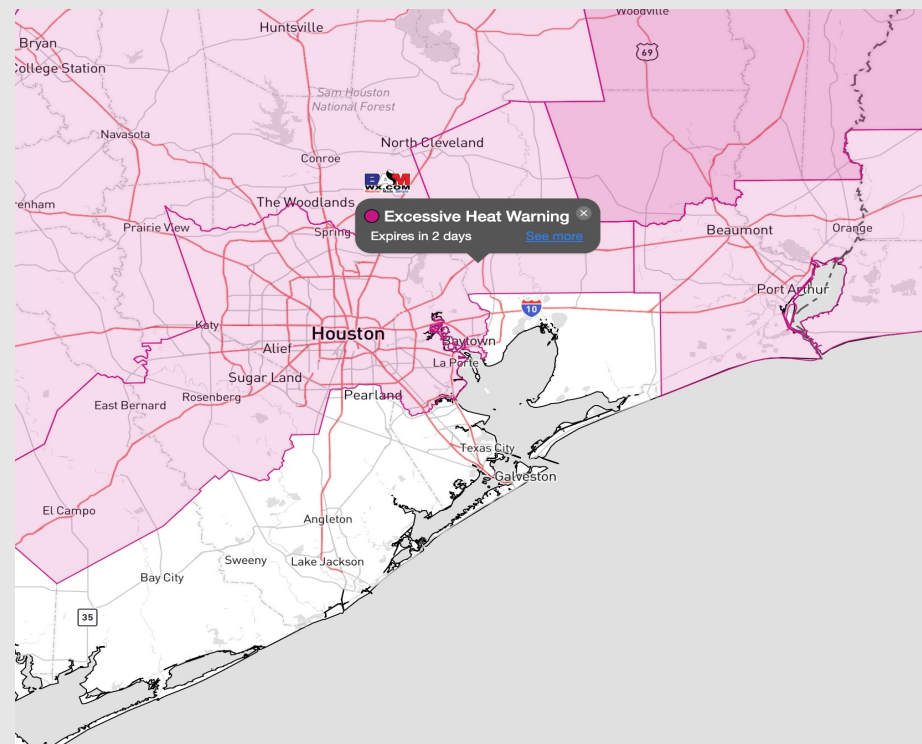 Woodville
Huntsville
Bryan
College Station
69
Sam Houston
National Forest
Navasota
North Cleveland
Conroe
BAM
WX.COM
The Woodlands
renham
Excessive Heat Warning
Prairie View
Spring
Expires in 2 days
See more
Beaumont
Orange
Port Arthur
10
Katy
Houston
Baytown
Alief
La Porte
Sugar Land
Rosenberg
Pearland
East Bernard
Texas City
Galveston
El Campo
Angleton
Sweeny
Lake Jackson
Bay City
35